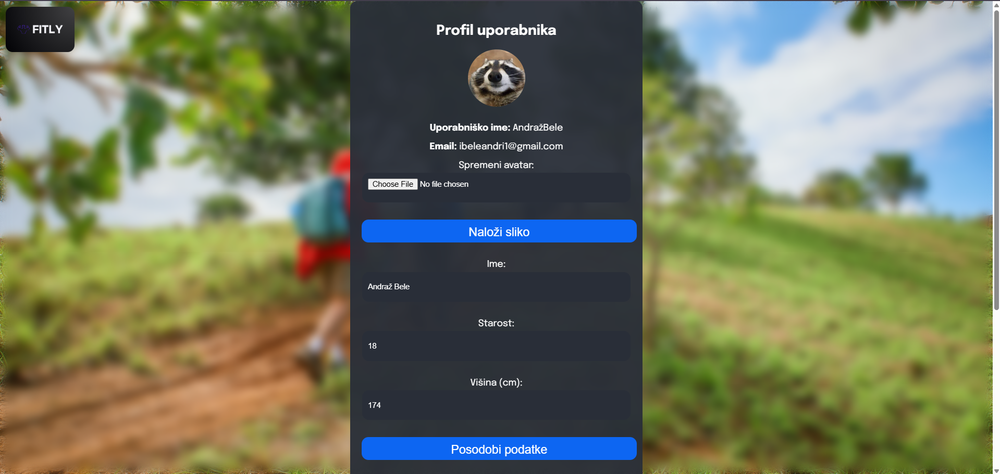 FITLY
Profil uporabnika
Uporabniško ime: AndražBele
Email: ibeleandri1@gmail.com
Spremeni avatar:
Choose File No file chosen
Naloži sliko
Ime:
Andraž Bele
Starost:
18
Višina (cm):
174
Posodobi podatke